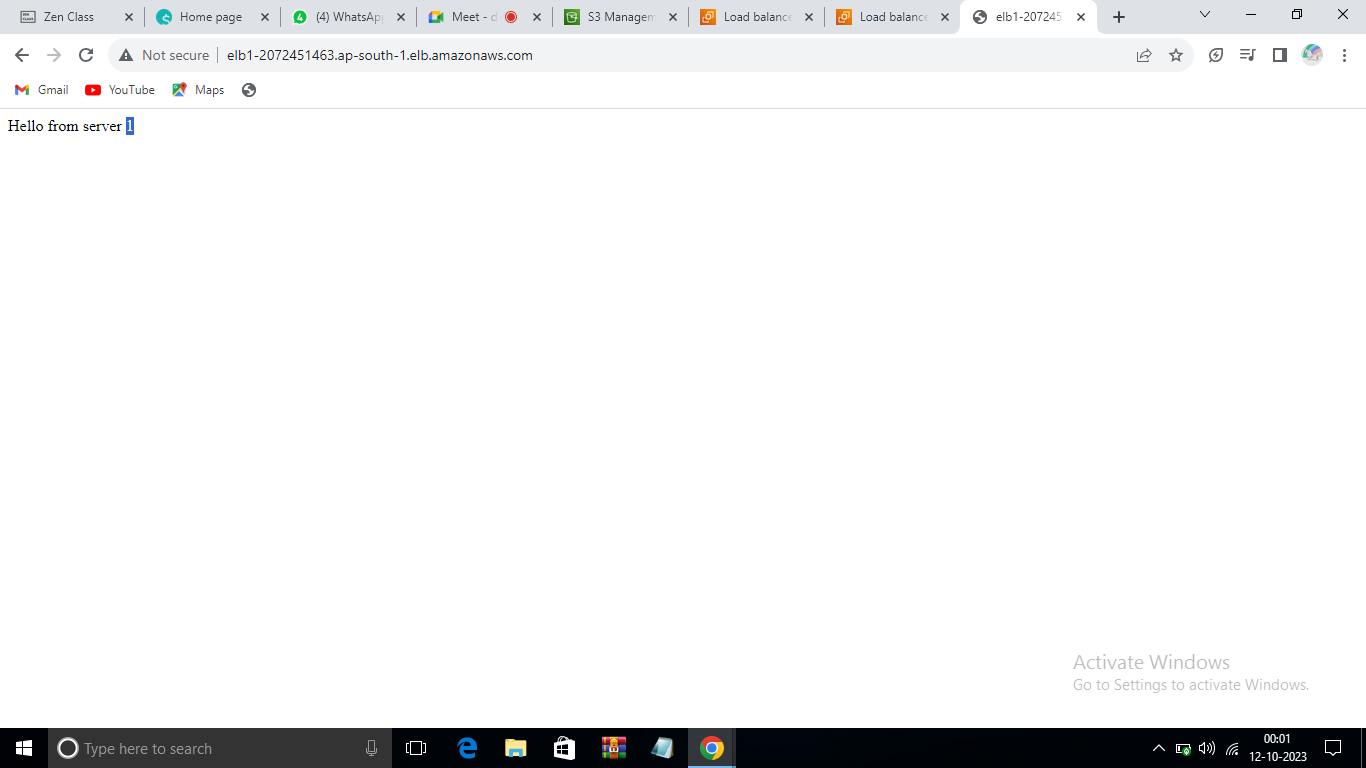 Zen Class
Home page
(4) WhatsApp
Meet - d
S3 Managem
Load balance
Load balance
elb1-207245
Not secure
elb1-2072451463.ap-south-1.elb.amazonaws.com
Gmail
YouTube
Maps
Hello from server 1
Activate Windows
Go to Settings to activate Windows.
Type here to search
00:01
12-10-2023